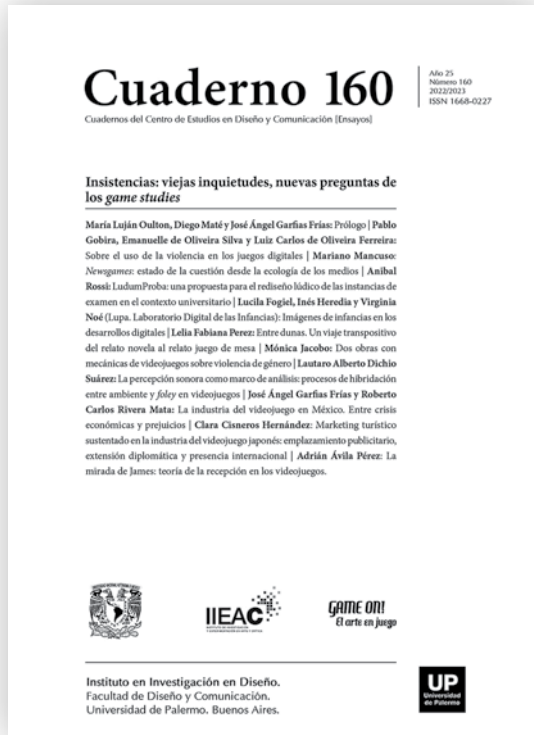 Cuaderno 160
Cuadernos del Centro de Estudios en Diseño y Comunicación [Ensayos]
Año 25
Número 160
2022/2023
ISSN 1668-0227
Insistencias: viejas inquietudes, nuevas preguntas de
los game studies
María Luján Oulton, Diego Maté y José Ángel Garfias Frías: Prólogo | Pablo
Gobira, Emanuelle de Oliveira Silva y Luiz Carlos de Oliveira Ferreira:
Sobre el uso de la violencia en los juegos digitales | Mariano Mancuso:
Newsgames: estado de la cuestión desde la ecología de los medios | Anibal
Rossi: LudumProba: una propuesta para el rediseño lúdico de las instancias de
examen en el contexto universitario | Lucila Fogiel, Inés Heredia y Virginia
Noé (Lupa. Laboratorio Digital de las Infancias): Imágenes de infancias en los
desarrollos digitales | Lelia Fabiana Perez: Entre dunas. Un viaje transpositivo
del relato novela al relato juego de mesa | Mónica Jacobo: Dos obras con
mecánicas de videojuegos sobre violencia de género | Lautaro Alberto Dichio
Suárez: La percepción sonora como marco de análisis: procesos de hibridación
entre ambiente y foley en videojuegos | José Ángel Garfias Frías y Roberto
Carlos Rivera Mata: La industria del videojuego en México. Entre crisis
económicas y prejuicios | Clara Cisneros Hernández: Marketing turístico
sustentado en la industria del videojuego japonés: emplazamiento publicitario,
extensión diplomática y presencia internacional | Adrián Ávila Pérez: La
mirada de James: teoría de la recepción en los videojuegos.
IIEAC
GAME ON!
El arte en juego
Instituto en Investigación en Diseño.
Facultad de Diseño y Comunicación.
Universidad de Palermo. Buenos Aires.
UP
Universidad
de Palermo